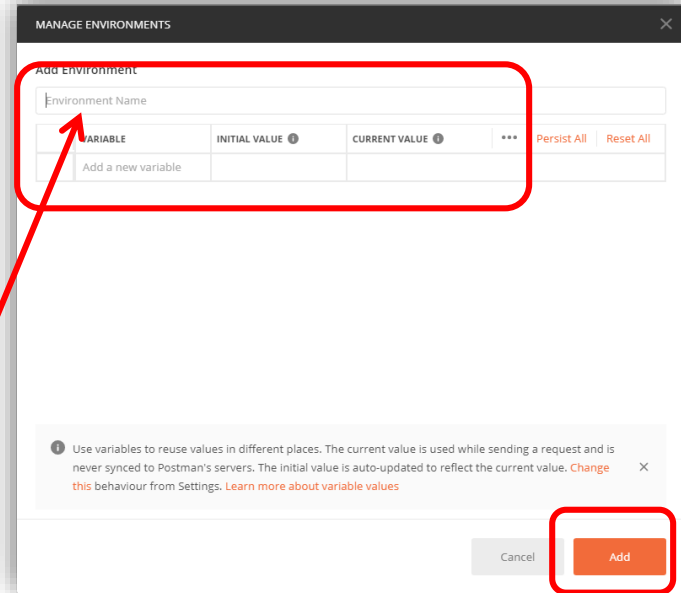 MANAGE ENVIRONMENTS
Add Environment
Environment Name
VARIABLE INITIAL VALUE CURRENT VALUE ••• Persist All Reset All
Add a new variable
Use variables to reuse values in different places. The current value is used while sending a request and is
never synced to Postman's servers. The initial value is auto-updated to reflect the current value. Change
this behaviour from Settings. Learn more about variable values
Cancel Add